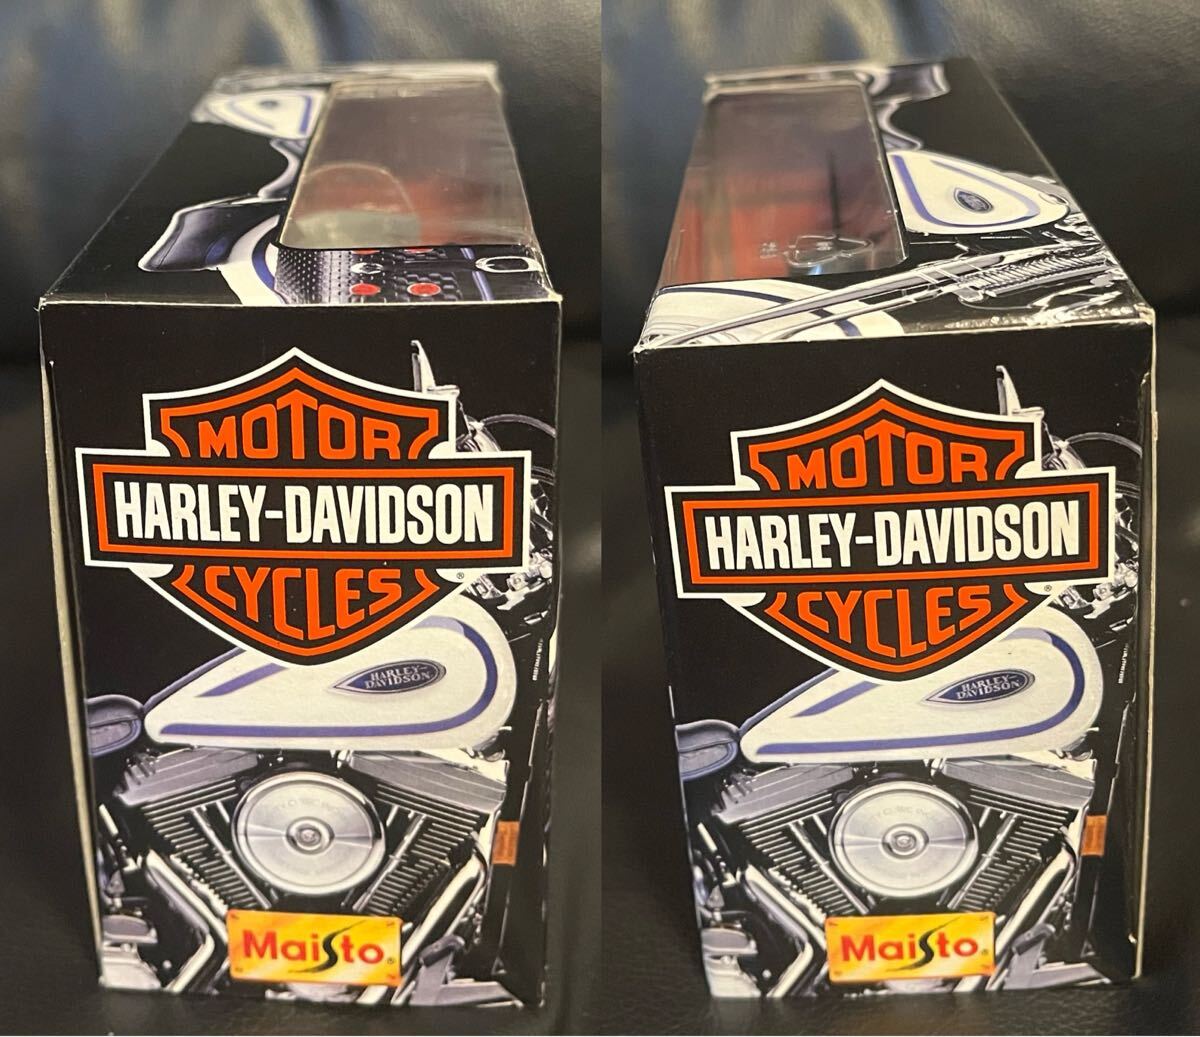 MOTOR
HARLEY-DAVIDSON
CYCLES
®
HARLEY-
DAVIDSON
Maisto®
MOTOR
HARLEY-DAVIDSON
CYCLES
®
HARLEY-
DAVIDSON
Maisto®